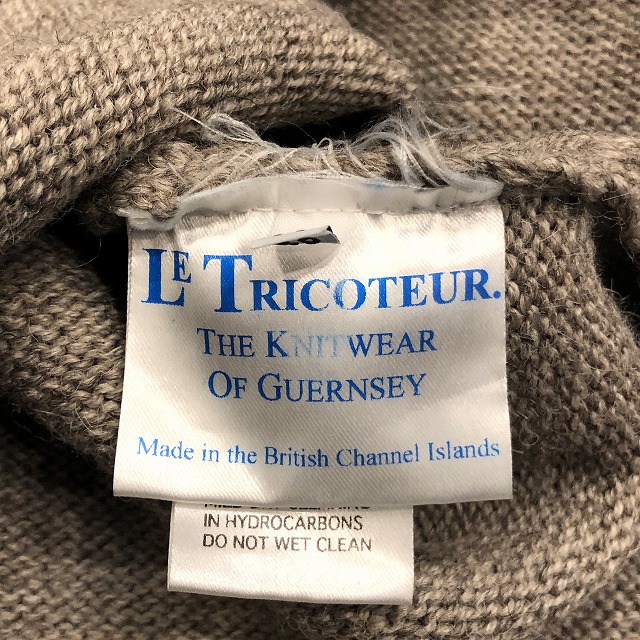 LE TRICOTEUR.
THE KNITWEAR
OF GUERNSEY
Made in the British Channel Islands
IN HYDROCARBONS
DO NOT WET CLEAN